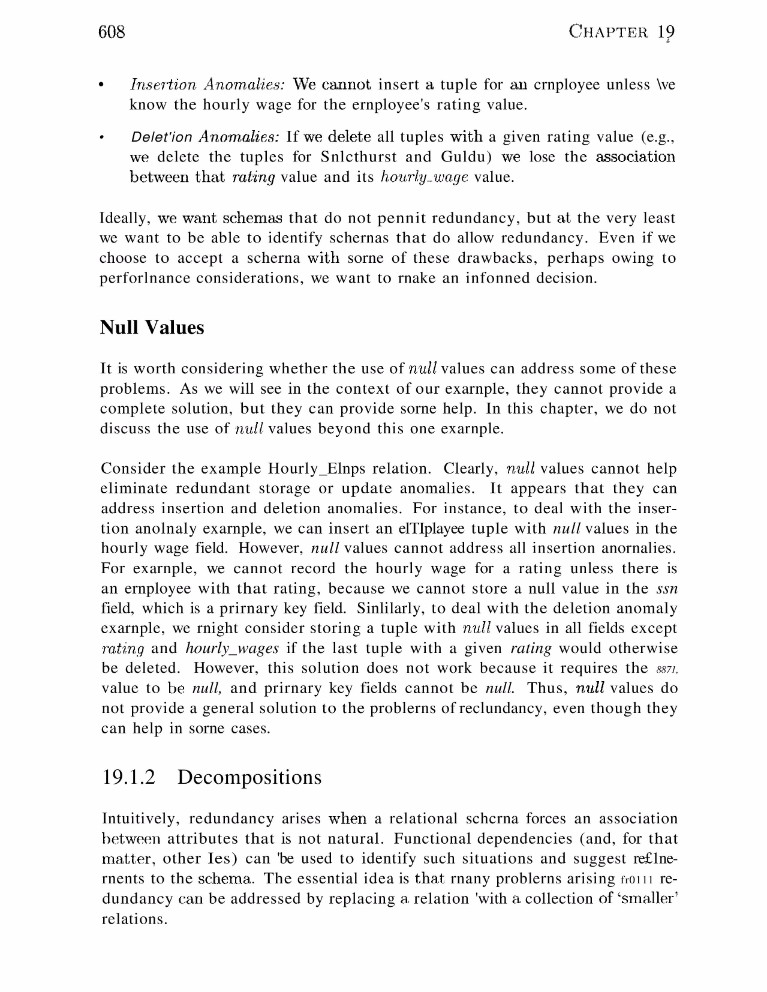 608
CHAPTER 19
• Insertion Anomalies: We cannot insert a tuple for an crnployee unless \ve
know the hourly wage for the ernployee's rating value.
• Delet'ion Anomalies: If we delete all tuples with a given rating value (e.g.,
we delete the tuples for Snlcthurst and Guldu) we lose the association
between that rating value and its hourly_wage value.
Ideally, we want schemas that do not pennit redundancy, but at the very least
we want to be able to identify schernas that do allow redundancy. Even if we
choose to accept a scherna with sorne of these drawbacks, perhaps owing to
perforlnance considerations, we want to rnake an infonned decision.
Null Values
It is worth considering whether the use of null values can address some of these
problems. As we will see in the context of our exarnple, they cannot provide a
complete solution, but they can provide sorne help. In this chapter, we do not
discuss the use of null values beyond this one exarnple.
Consider the example Hourly_Elnps relation. Clearly, null values cannot help
eliminate redundant storage or update anomalies. It appears that they can
address insertion and deletion anomalies. For instance, to deal with the inser-
tion anolnaly exarnple, we can insert an elTIplayee tuple with null values in the
hourly wage field. However, null values cannot address all insertion anornalies.
For exarnple, we cannot record the hourly wage for a rating unless there is
an ernployee with that rating, because we cannot store a null value in the ssn
field, which is a prirnary key field. Sinlilarly, to deal with the deletion anomaly
exarnple, we rnight consider storing a tuple with null values in all fields except
rating and hourly_wages if the last tuple with a given rating would otherwise
be deleted. However, this solution does not work because it requires the 8871,
value to be null, and prirnary key fields cannot be null. Thus, null values do
not provide a general solution to the problerns of reclundancy, even though they
can help in sorne cases.
19.1.2 Decompositions
Intuitively, redundancy arises when a relational schcrna forces an association
between attributes that is not natural. Functional dependencies (and, for that
matter, other Ies) can 'be used to identify such situations and suggest re£lne-
rnents to the schema. The essential idea is that rnany problerns arising fr0111 re-
dundancy can be addressed by replacing a relation 'with a collection of 'smaller'
relations.